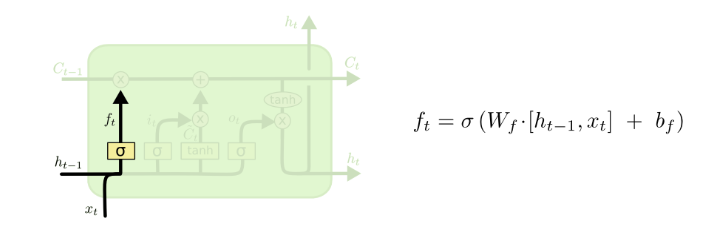 h_t
C_{t-1}
C_t
x
+
tanh
f_t
i_t
o_t
x
x
C̃_t
σ
σ
tanh
σ
h_{t-1}
h_t
x_t
f_t = σ (W_f · [h_{t-1}, x_t] + b_f)